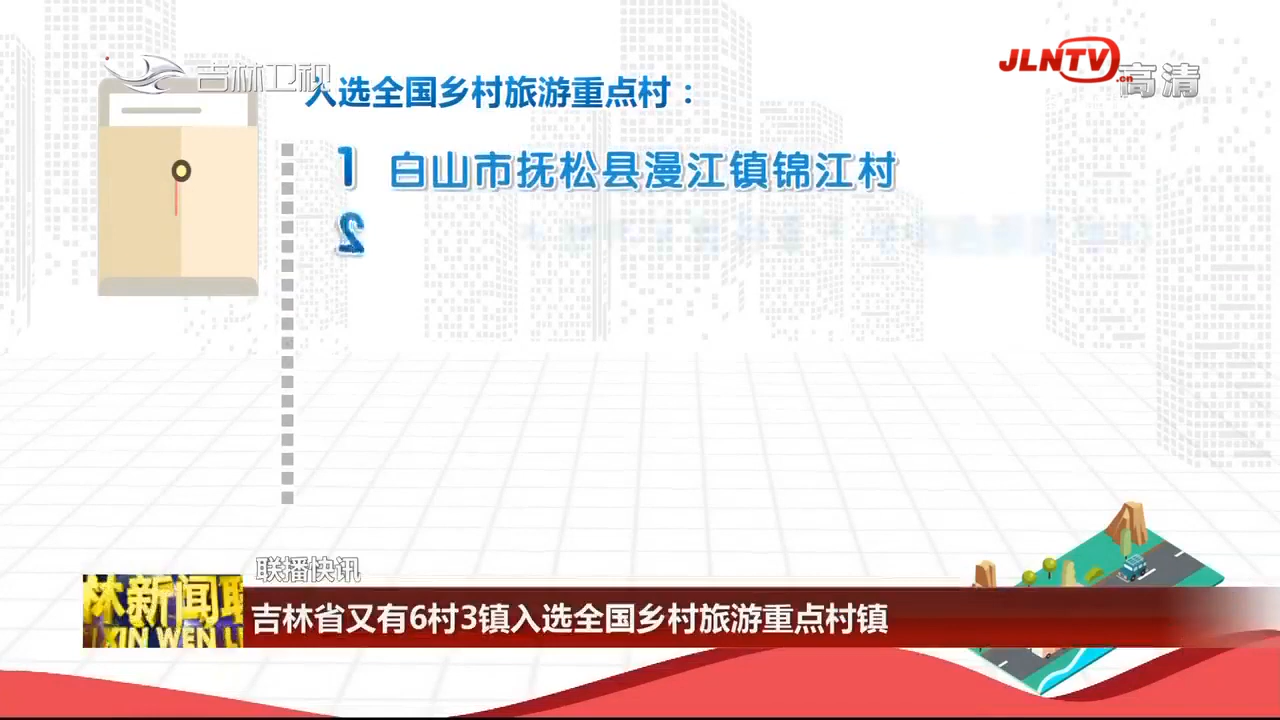 吉林卫视
JLNTV.cn
高清
入选全国乡村旅游重点村：
1 白山市抚松县漫江镇锦江村
2
联播快讯
林新闻联
XIN WEN L
吉林省又有6村3镇入选全国乡村旅游重点村镇